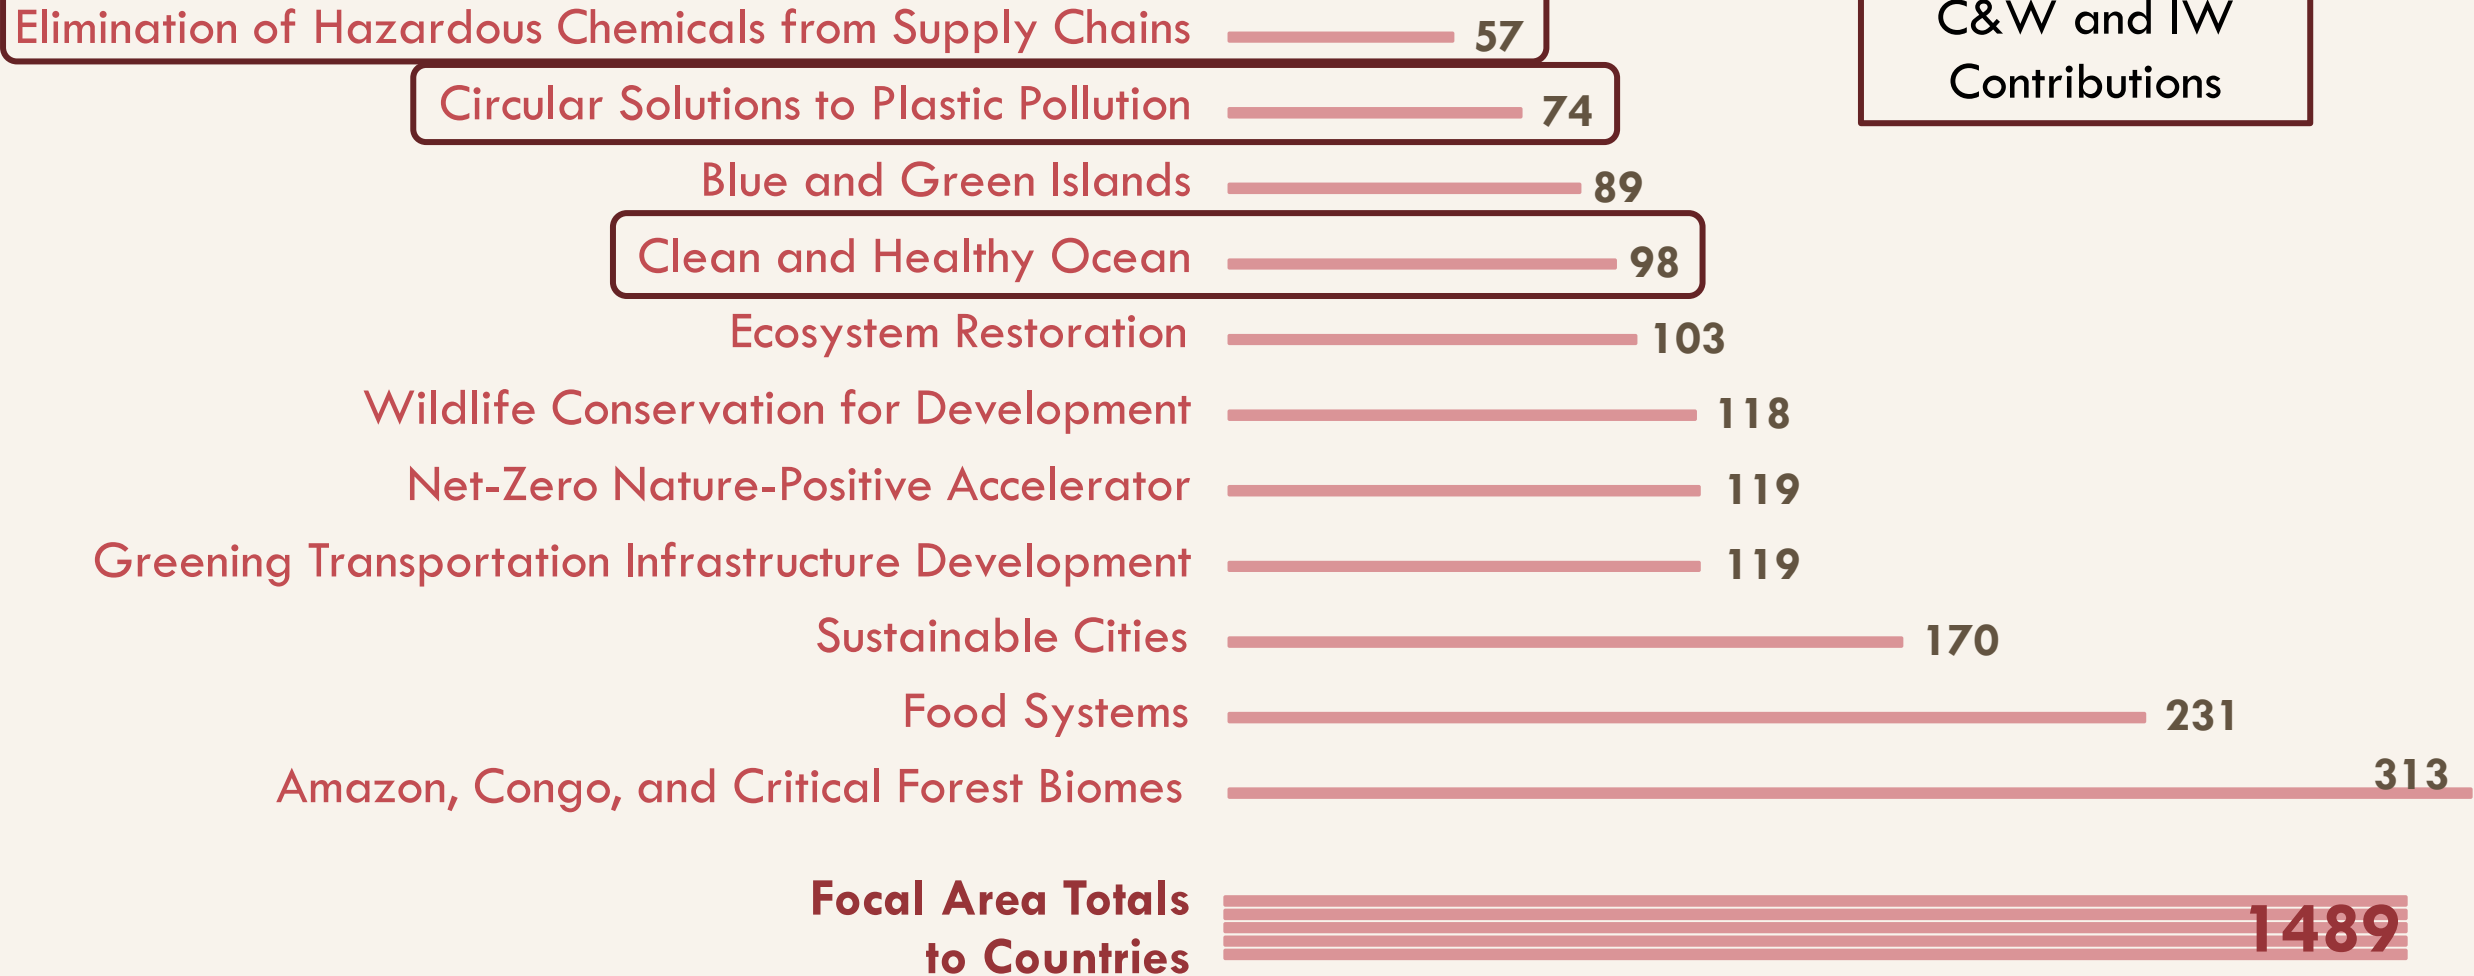 Elimination of Hazardous Chemicals from Supply Chains 57
C&W and IW
Contributions
Circular Solutions to Plastic Pollution 74
Blue and Green Islands 89
Clean and Healthy Ocean 98
Ecosystem Restoration 103
Wildlife Conservation for Development 118
Net-Zero Nature-Positive Accelerator 119
Greening Transportation Infrastructure Development 119
Sustainable Cities 170
Food Systems 231
Amazon, Congo, and Critical Forest Biomes 313
Focal Area Totals
to Countries
1489